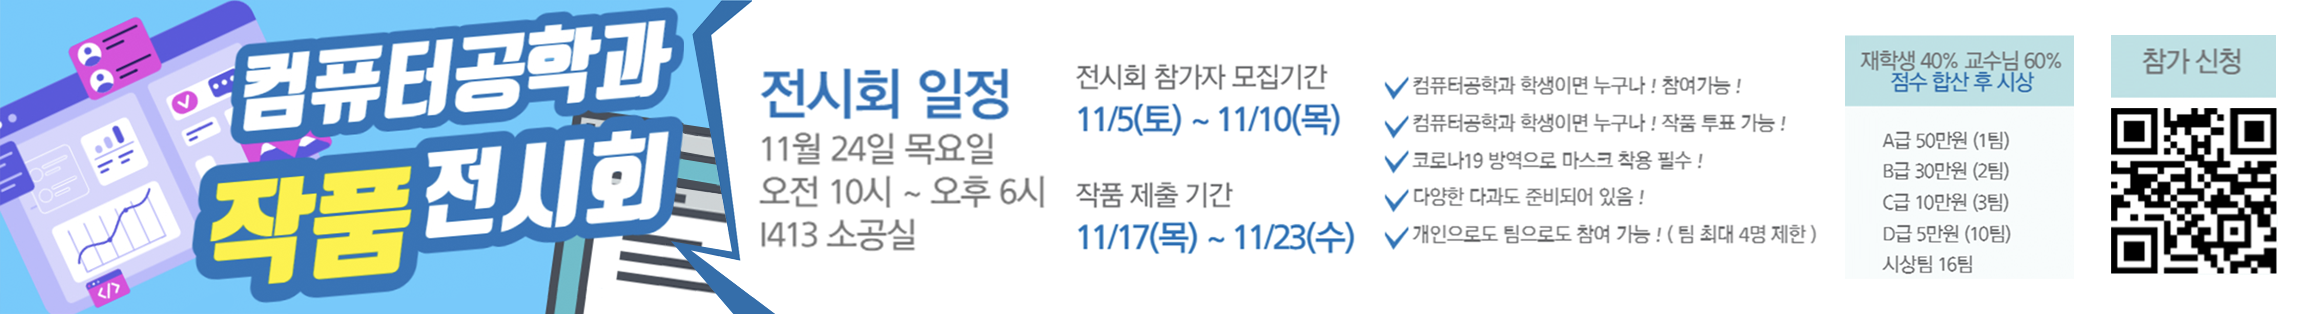 컴퓨터공학과
작품 전시회
</>
전시회 일정
11월 24일 목요일
오전 10시 ~ 오후 6시
I413 소공실
전시회 참가자 모집기간
11/5(토) ~ 11/10(목)
작품 제출 기간
11/17(목) ~ 11/23(수)
컴퓨터공학과 학생이면 누구나 ! 참여가능 !
컴퓨터공학과 학생이면 누구나 ! 작품 투표 가능 !
코로나19 방역으로 마스크 착용 필수 !
다양한 다과도 준비되어 있음 !
개인으로도 팀으로도 참여 가능 ! ( 팀 최대 4명 제한 )
재학생 40% 교수님 60%
점수 합산 후 시상
A급 50만원 (1팀)
B급 30만원 (2팀)
C급 10만원 (3팀)
D급 5만원 (10팀)
시상팀 16팀
참가 신청